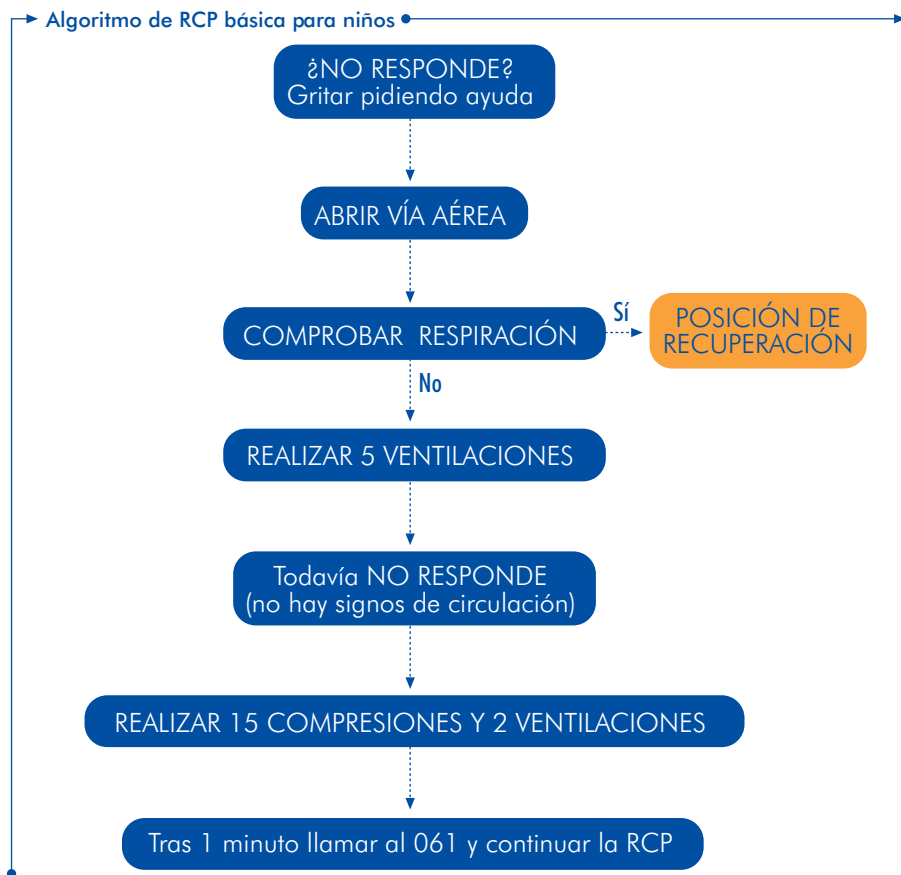 Algoritmo de RCP básica para niños
¿NO RESPONDE?
Gritar pidiendo ayuda
ABRIR VÍA AÉREA
COMPROBAR RESPIRACIÓN
Sí
POSICIÓN DE
RECUPERACIÓN
No
REALIZAR 5 VENTILACIONES
Todavía NO RESPONDE
(no hay signos de circulación)
REALIZAR 15 COMPRESIONES Y 2 VENTILACIONES
Tras 1 minuto llamar al 061 y continuar la RCP